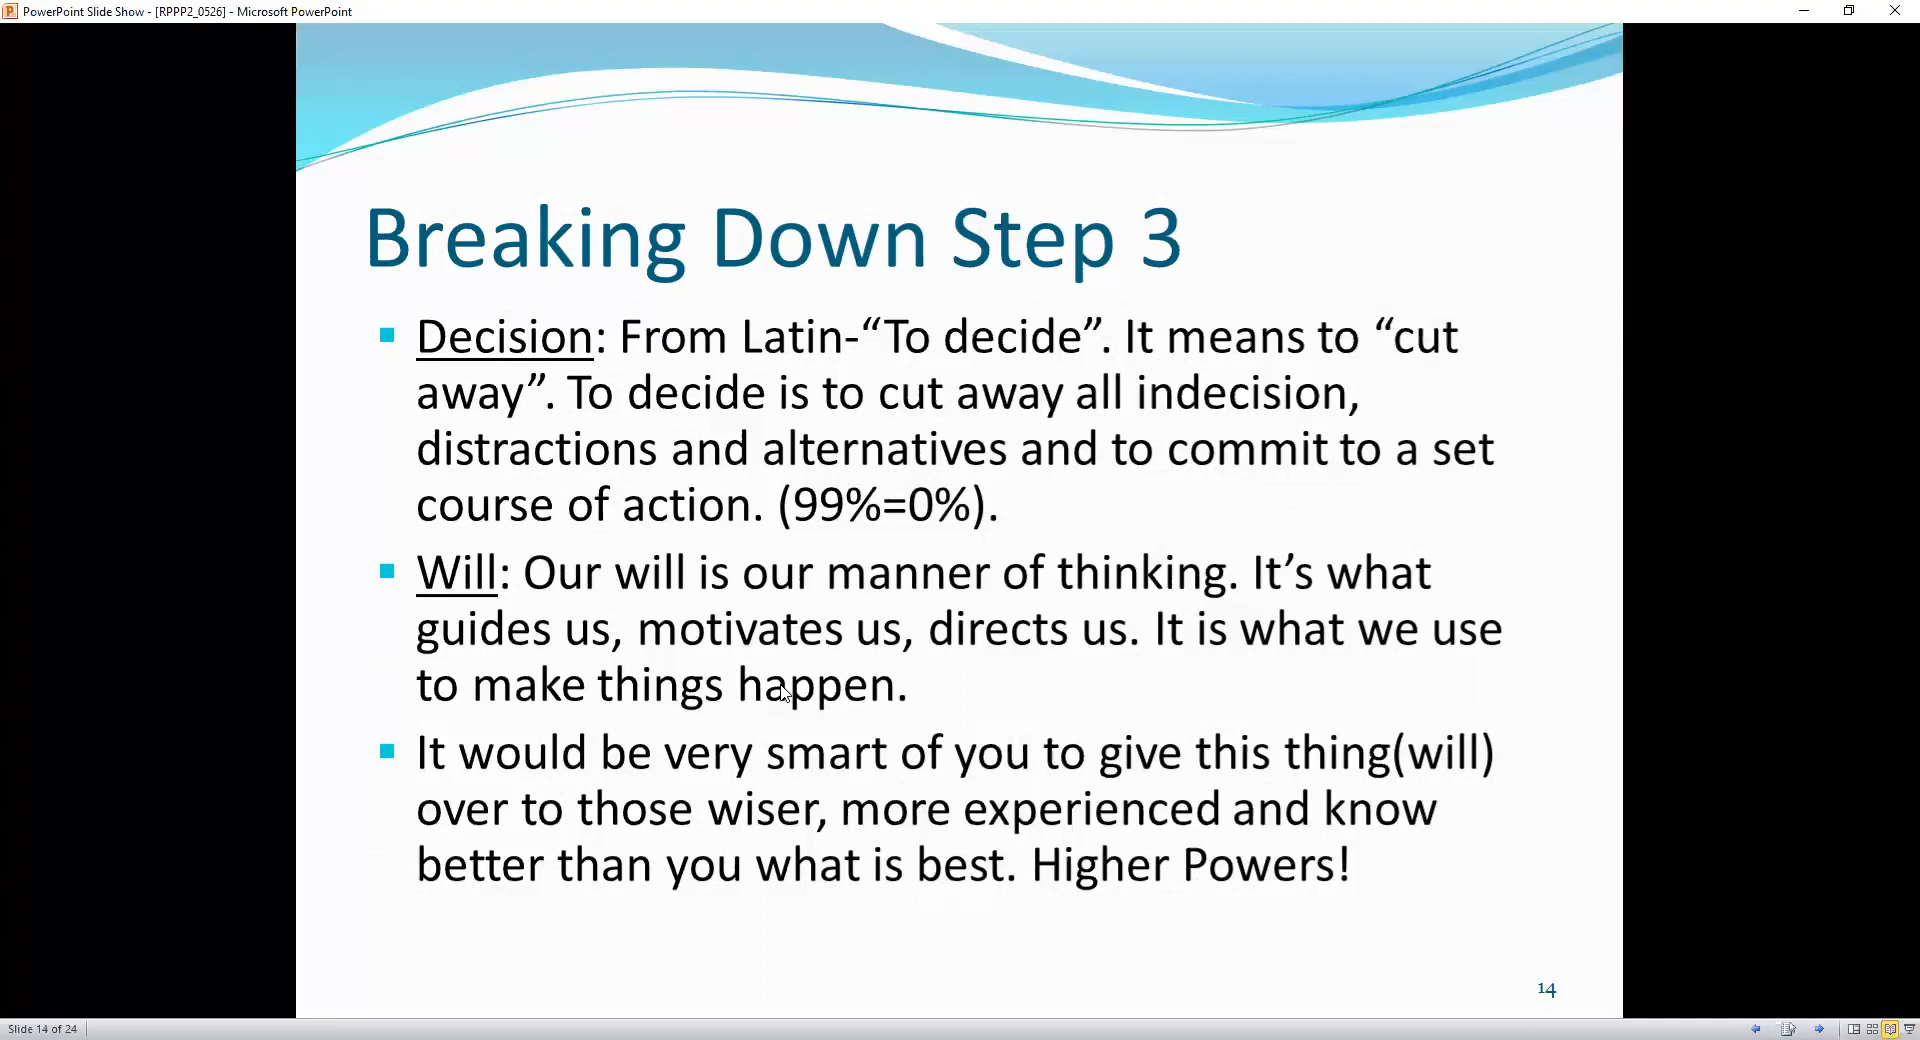 PowerPoint Slide Show - [RPPP2_0526] - Microsoft PowerPoint
Breaking Down Step 3
Decision: From Latin-“To decide”. It means to “cut
away”. To decide is to cut away all indecision,
distractions and alternatives and to commit to a set
course of action. (99%=0%).
Will: Our will is our manner of thinking. It’s what
guides us, motivates us, directs us. It is what we use
to make things happen.
It would be very smart of you to give this thing(will)
over to those wiser, more experienced and know
better than you what is best. Higher Powers!
14
Slide 14 of 24